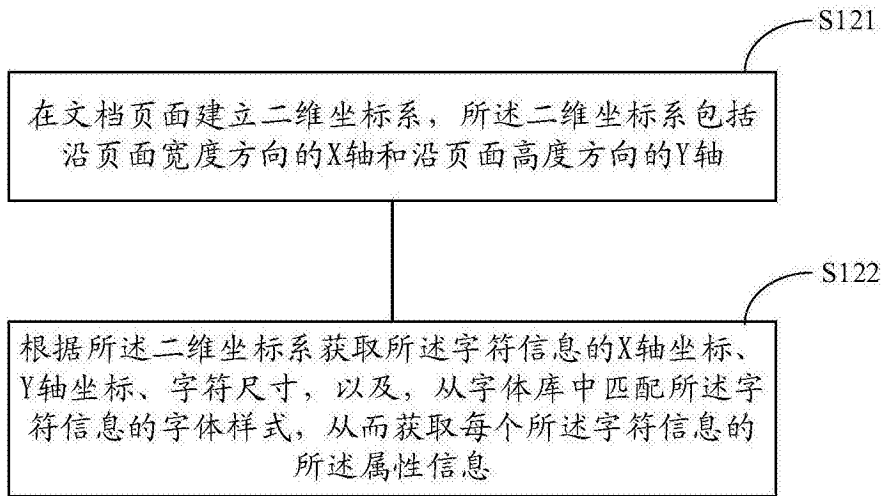 S121
在文档页面建立二维坐标系，所述二维坐标系包括
沿页面宽度方向的X轴和沿页面高度方向的Y轴
S122
根据所述二维坐标系获取所述字符信息的X轴坐标、
Y轴坐标、字符尺寸，以及，从字体库中匹配所述字
符信息的字体样式，从而获取每个所述字符信息的
所述属性信息